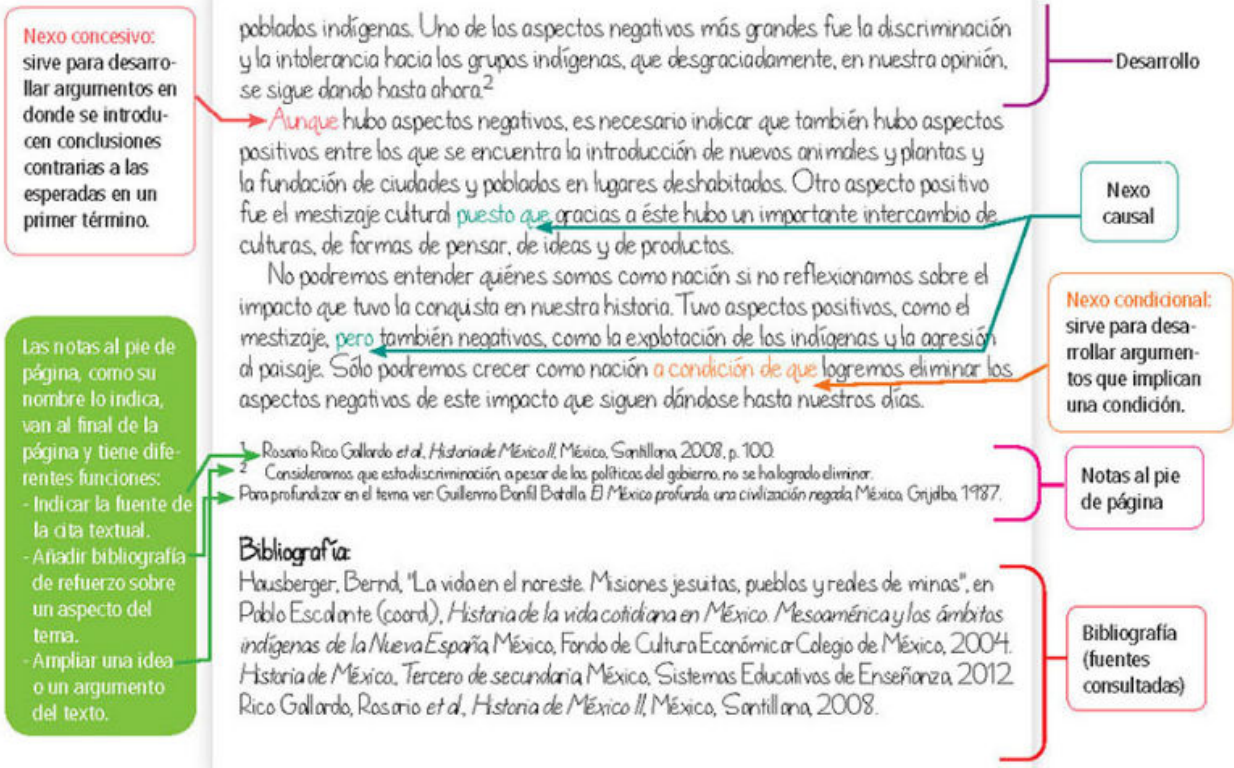 Nexo concesivo:
sirve para desarro-
llar argumentos en
donde se introdu-
cen conclusiones
contrarias a las
esperadas en un
primer término.
Las notas al pie de
página, como su
nombre lo indica,
van al final de la
página y tiene dife-
rentes funciones:
- Indicar la fuente de
la cita textual.
- Añadir bibliografía
de refuerzo sobre
un aspecto del
tema.
- Ampliar una idea
o un argumento
del texto.
poblados indígenas. Uno de los aspectos negativos más grandes fue la discriminación
y la intolerancia hacia los grupos indígenas, que desgraciadamente, en nuestra opinión,
se sigue dando hasta ahora.²
Aunque hubo aspectos negativos, es necesario indicar que también hubo aspectos
positivos entre los que se encuentra la introducción de nuevos animales y plantas y
la fundación de ciudades y poblados en lugares deshabitados. Otro aspecto positivo
fue el mestizaje cultural puesto que gracias a éste hubo un importante intercambio de
culturas, de formas de pensar, de ideas y de productos.
No podremos entender quiénes somos como nación si no reflexionamos sobre el
impacto que tuvo la conquista en nuestra historia. Tuvo aspectos positivos, como el
mestizaje, pero también negativos, como la explotación de los indígenas y la agresión
al paisaje. Sólo podremos crecer como nación a condición de que logremos eliminar los
aspectos negativos de este impacto que siguen dándose hasta nuestros días.
1 Rosario Rico Gallardo et al, Historia de México II, México, Santillana, 2008, p. 100.
2 Consideramos que esta discriminación, a pesar de las políticas del gobierno, no se ha logrado eliminar.
Para profundizar en el tema ver: Guillermo Bonfil Batalla. El México profundo, una civilización negada. México, Grijalbo, 1987.
Bibliografía:
Hausberger, Bernd, "La vida en el noreste. Misiones jesuitas, pueblos y reales de minas", en
Pablo Escalante (coord.), Historia de la vida cotidiana en México. Mesoamérica y los ámbitos
indígenas de la Nueva España, México, Fondo de Cultura Económica-Colegio de México, 2004.
Historia de México, Tercero de secundaria México, Sistemas Educativos de Enseñanza, 2012.
Rico Gallardo, Rosario et al, Historia de México II, México, Santillana, 2008.
Desarrollo
Nexo
causal
Nexo condicional:
sirve para desa-
rrollar argumen-
tos que implican
una condición.
Notas al pie
de página
Bibliografía
(fuentes
consultadas)